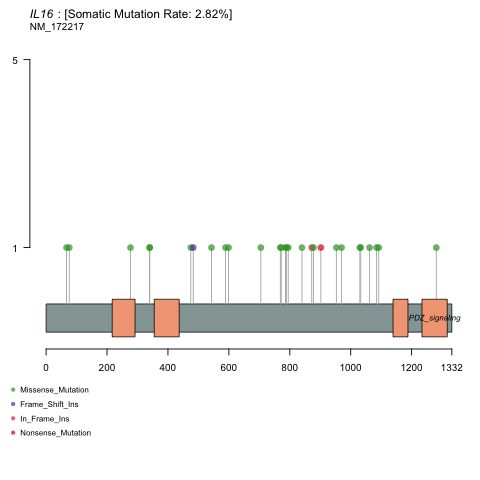 IL16 : [Somatic Mutation Rate: 2.82%]
NM_172217
5
1
PDZ_signaling
0 200 400 600 800 1000 1200 1332
Missense_Mutation
Frame_Shift_Ins
In_Frame_Ins
Nonsense_Mutation